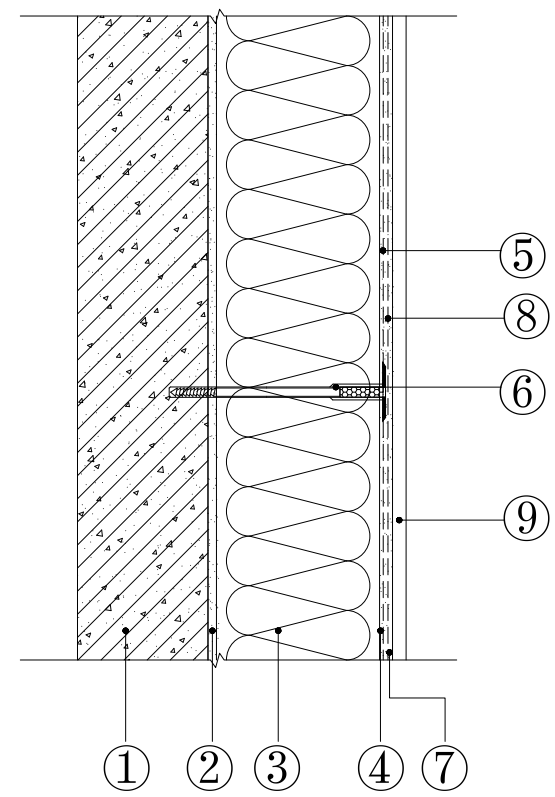 ⑤
⑧
⑥
⑨
① ② ③ ④ ⑦